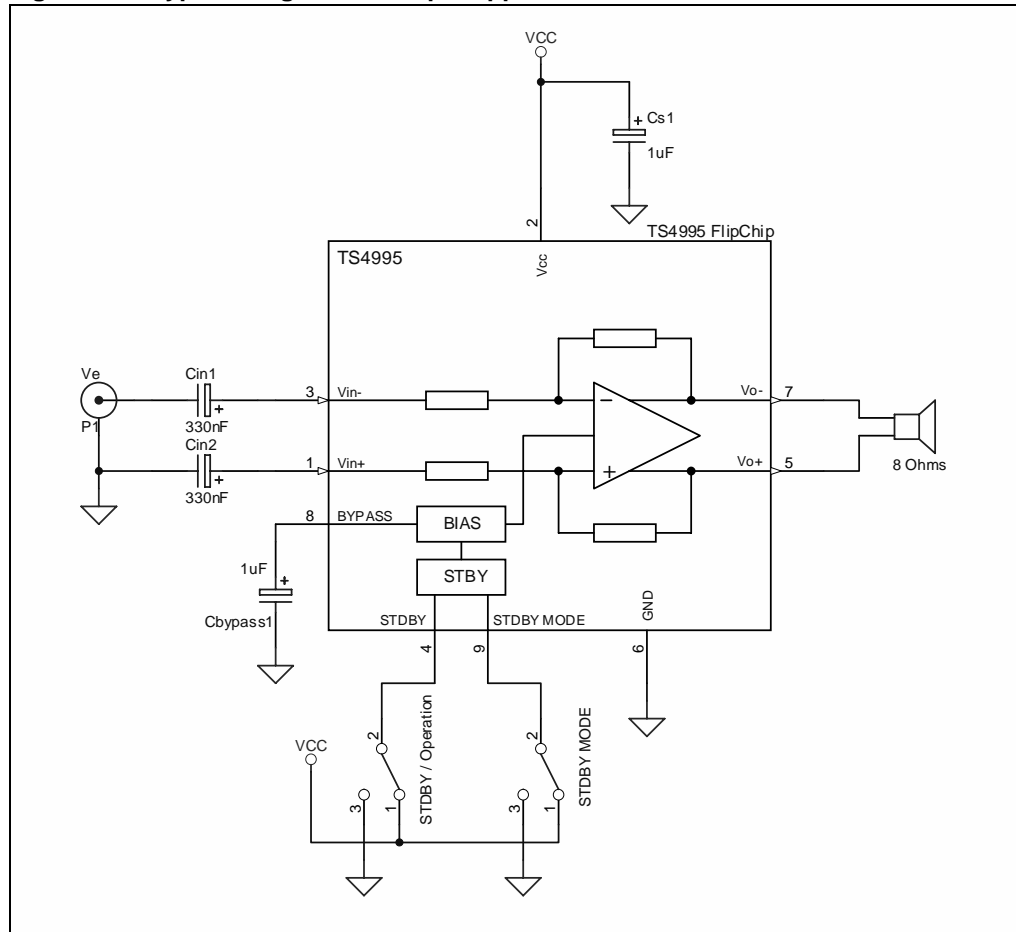 VCC
Cs1
+
1uF
2
TS4995 FlipChip
TS4995
Vcc
Ve
P1
Cin1
+
330nF
3
Vin-
Cin2
+
330nF
1
Vin+
−
+
Vo-
7
Vo+
5
8 Ohms
8
BYPASS
BIAS
STBY
1uF
+
Cbypass1
STDBY
STDBY MODE
GND
4
9
6
VCC
2
3
1
STDBY / Operation
2
3
1
STDBY MODE